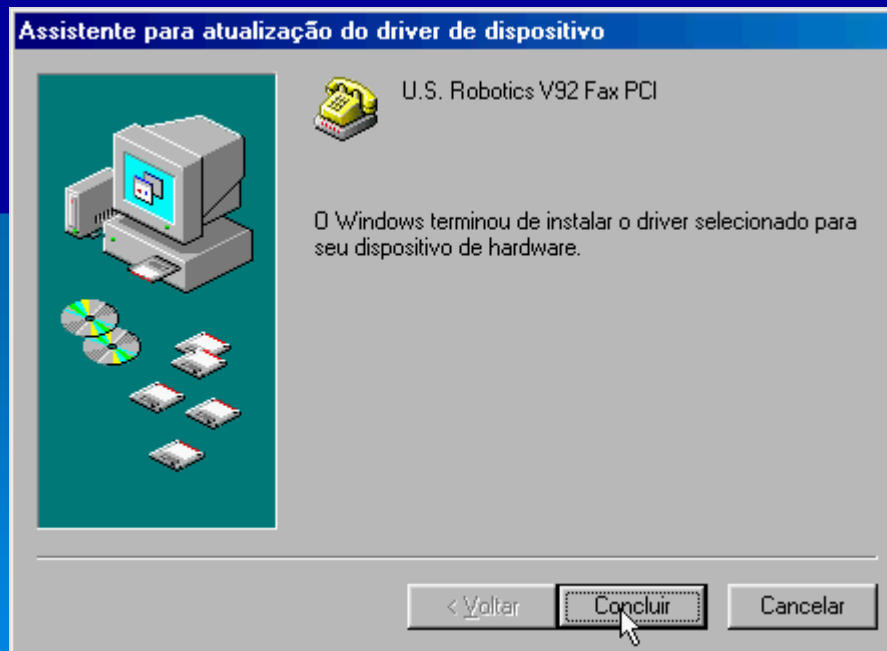 Assistente para atualização do driver de dispositivo
U.S. Robotics V92 Fax PCI
O Windows terminou de instalar o driver selecionado para
seu dispositivo de hardware.
< Voltar
Concluir
Cancelar